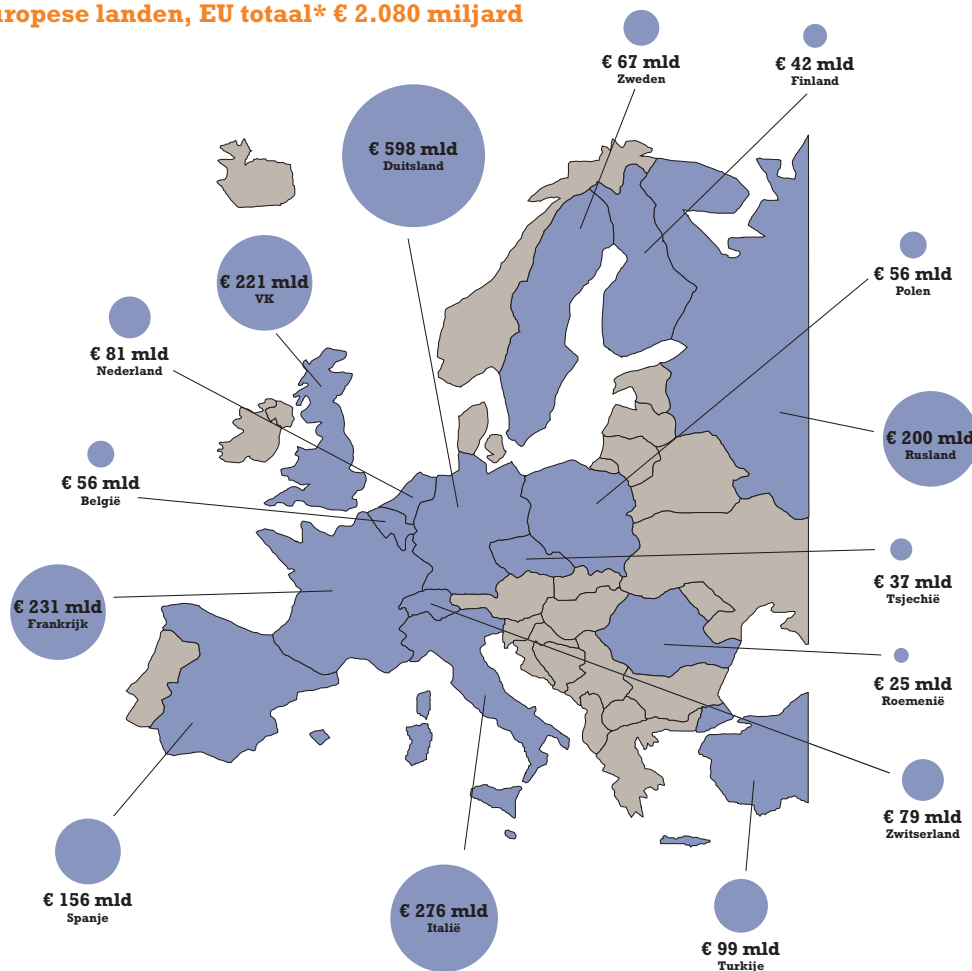 uropese landen, EU totaal* € 2.080 miljard
€ 67 mld
Zweden
€ 42 mld
Finland
€ 598 mld
Duitsland
€ 221 mld
VK
€ 56 mld
Polen
€ 81 mld
Nederland
€ 200 mld
Rusland
€ 56 mld
België
€ 37 mld
Tsjechië
€ 231 mld
Frankrijk
€ 25 mld
Roemenië
€ 79 mld
Zwitserland
€ 156 mld
Spanje
€ 276 mld
Italië
€ 99 mld
Turkije